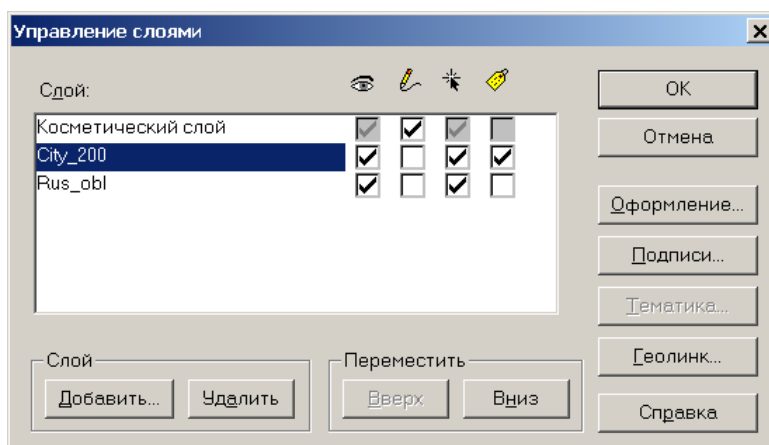 Управление слоями
Слой:
Косметический слой
City_200
Rus_obl
OK
Отмена
Оформление...
Подписи...
Тематика...
Геолинк...
Справка
Слой
Добавить...
Удалить
Переместить
Вверх
Вниз